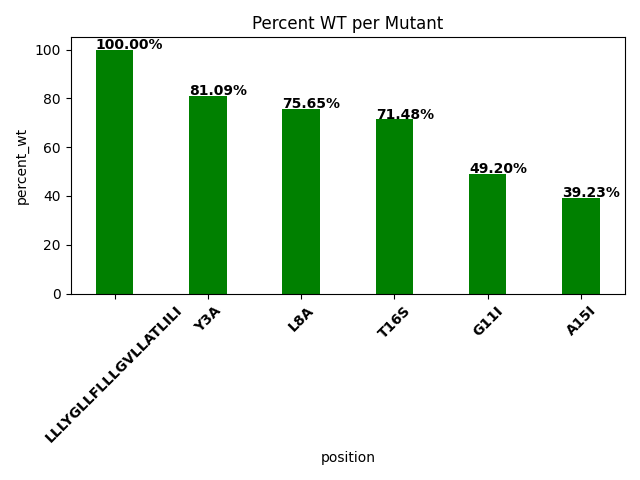 Percent WT per Mutant
percent_wt
100
80
60
40
20
0
100.00%
81.09%
75.65%
71.48%
49.20%
39.23%
LLLYGLLFLLLGVLLATLILI
Y3A
L8A
T16S
G11I
A15I
position